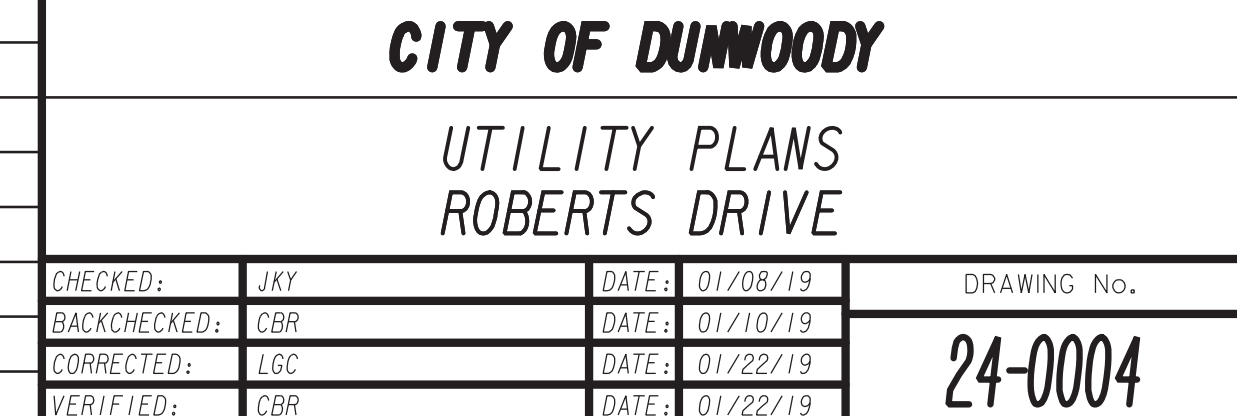 CITY OF DUNWOODY
UTILITY PLANS
ROBERTS DRIVE
CHECKED: JKY DATE: 01/08/19
BACKCHECKED: CBR DATE: 01/10/19
CORRECTED: LGC DATE: 01/22/19
VERIFIED: CBR DATE: 01/22/19
DRAWING No.
24-0004